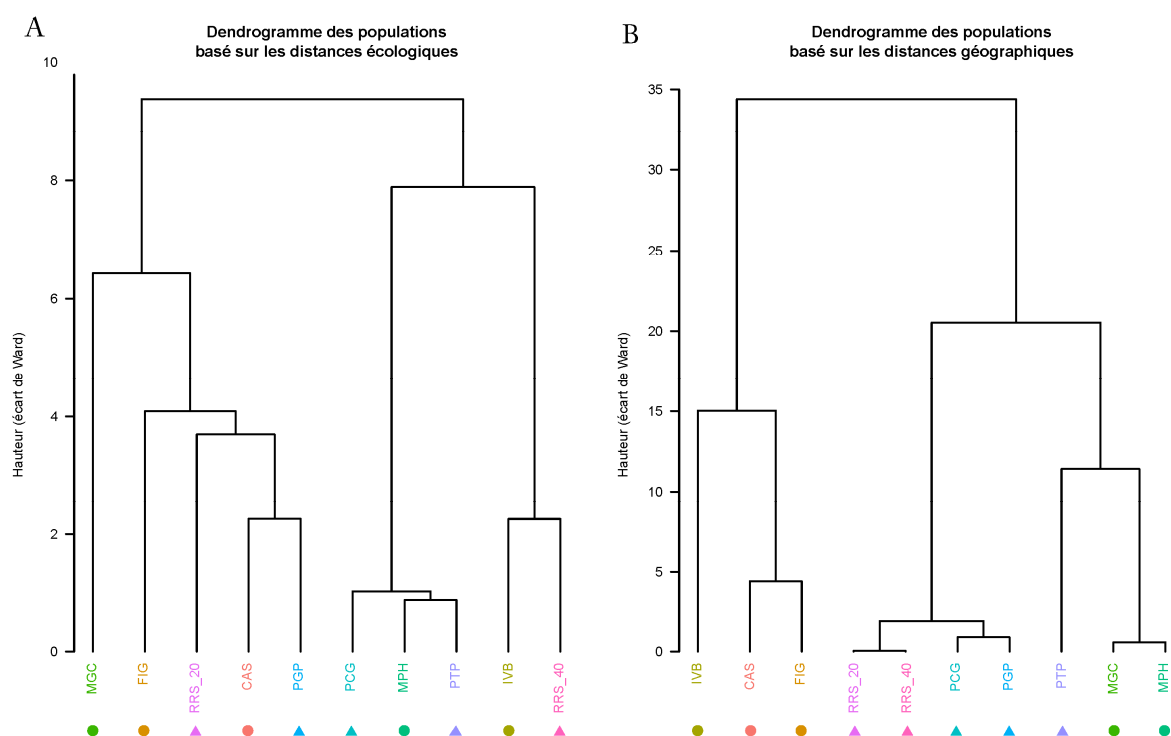 A
Dendrogramme des populations
basé sur les distances écologiques
10
8
6
4
2
0
Hauteur (écart de Ward)
MGC
FIG
RRS_20
CAS
PGP
PCG
MPH
PTP
IVB
RRS_40
B
Dendrogramme des populations
basé sur les distances géographiques
35
30
25
20
15
10
5
0
Hauteur (écart de Ward)
IVB
CAS
FIG
RRS_20
RRS_40
PCG
PGP
PTP
MGC
MPH